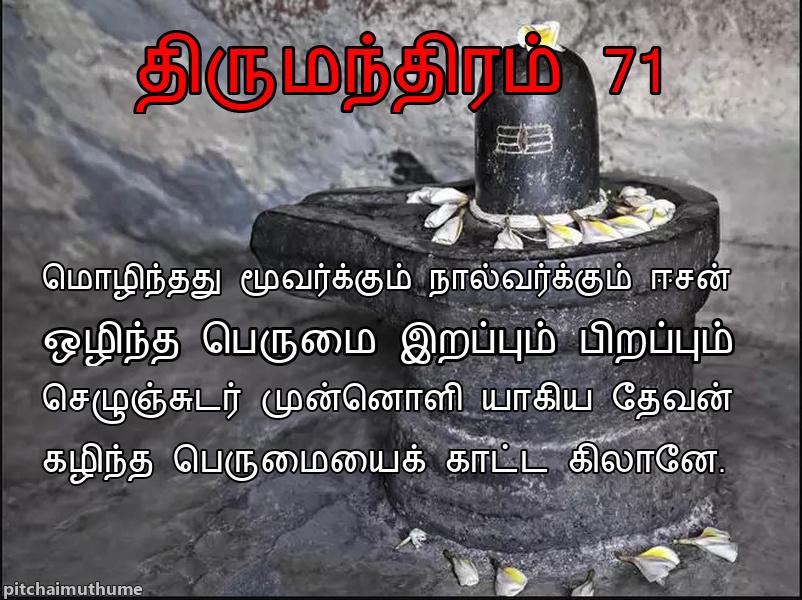 திருமந்திரம் 71
மொழிந்தது மூவர்க்கும் நால்வர்க்கும் ஈசன்
ஒழிந்த பெருமை இறப்பும் பிறப்பும்
செழுஞ்சுடர் முன்னொளி யாகிய தேவன்
கழிந்த பெருமையைக் காட்ட கிலானே.
pitchaimuthume